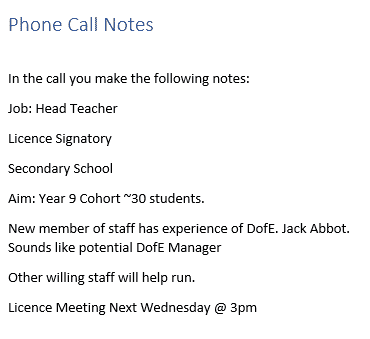 Phone Call Notes
In the call you make the following notes:
Job: Head Teacher
Licence Signatory
Secondary School
Aim: Year 9 Cohort ~30 students.
New member of staff has experience of DofE. Jack Abbot.
Sounds like potential DofE Manager
Other willing staff will help run.
Licence Meeting Next Wednesday @ 3pm